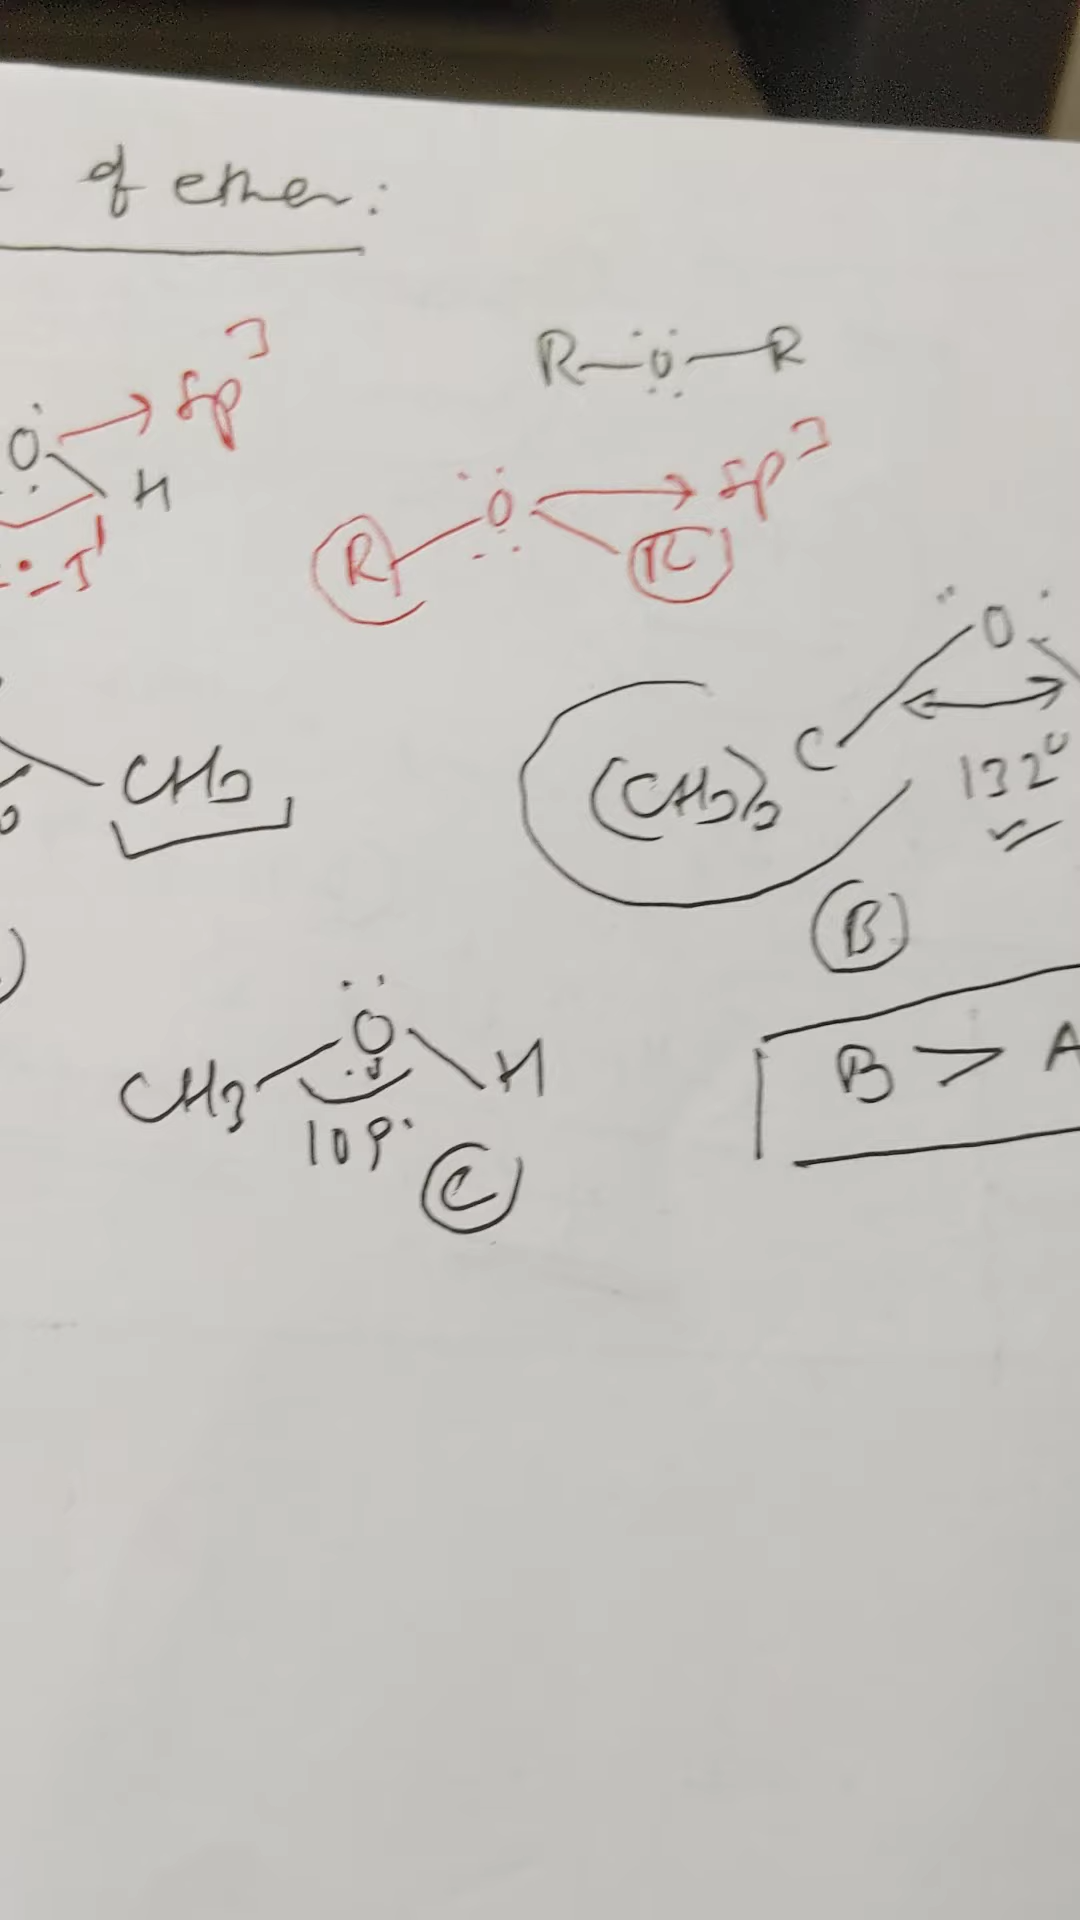 of ether:
R—Ö—R
O → sp³
H
R O → sp³
R
O
CH3
(CH3)3 C
132°
B
O
CH3 H
109°
C
B > A